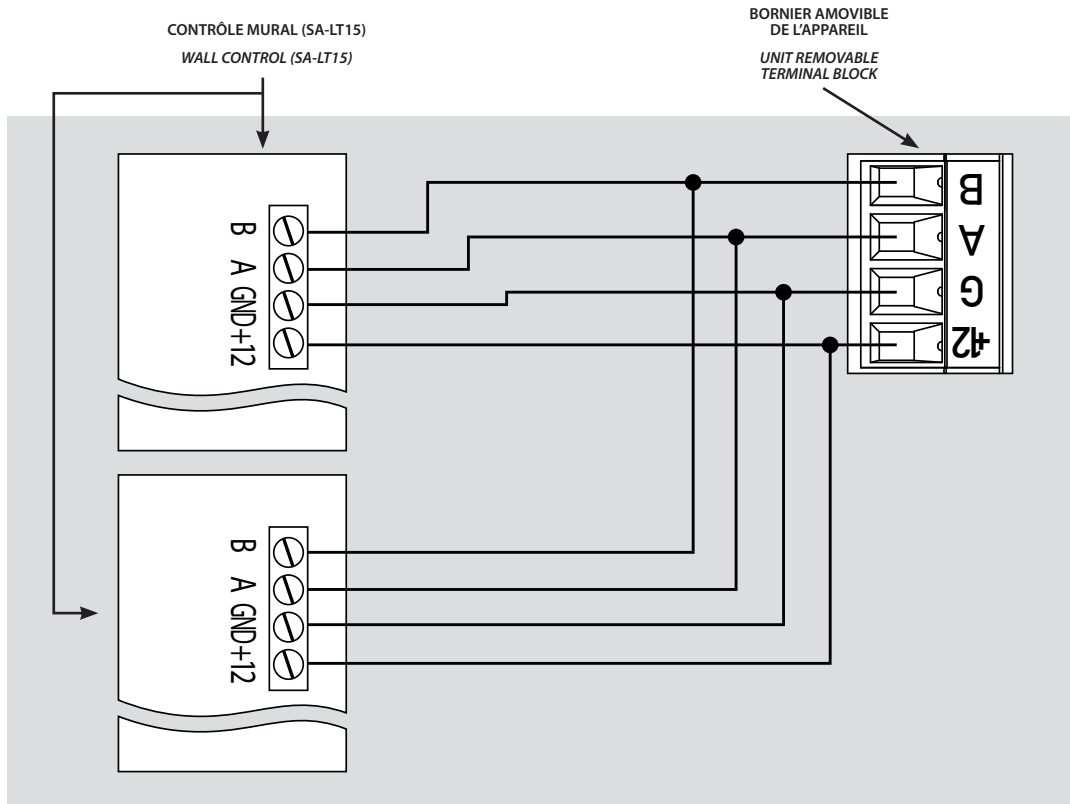 CONTRÔLE MURAL (SA-LT15)
WALL CONTROL (SA-LT15)
BORNIER AMOVIBLE
DE L'APPAREIL
UNIT REMOVABLE
TERMINAL BLOCK
B
A
GND
+12
B
A
G
+12
B
A
GND
+12